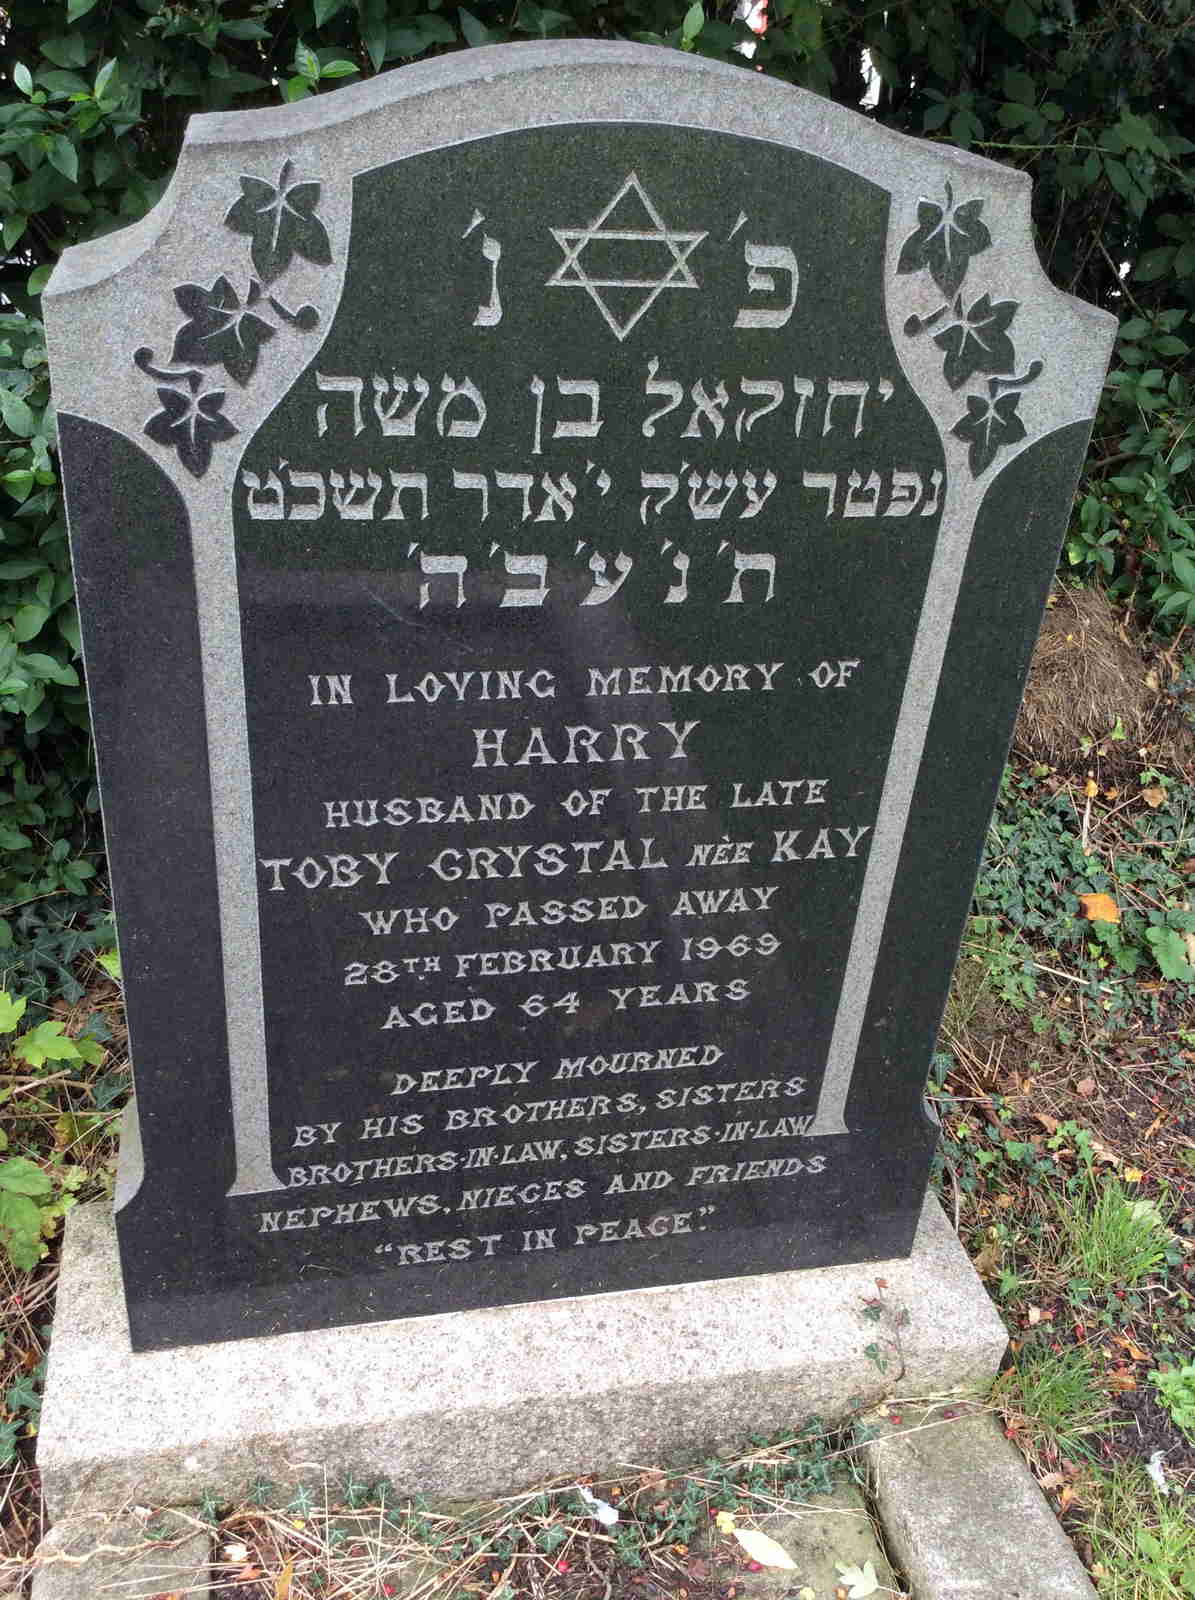 פ׳ נ׳
יחזקאל בן משה
נפטר עש״ק י׳ אדר תשכ״ט
ת׳ נ׳ צ׳ ב׳ ה׳
IN LOVING MEMORY OF
HARRY
HUSBAND OF THE LATE
TOBY CRYSTAL NÈE KAY
WHO PASSED AWAY
28TH FEBRUARY 1969
AGED 64 YEARS
DEEPLY MOURNED
BY HIS BROTHERS, SISTERS
BROTHERS-IN-LAW, SISTERS-IN-LAW
NEPHEWS, NIECES AND FRIENDS
"REST IN PEACE."